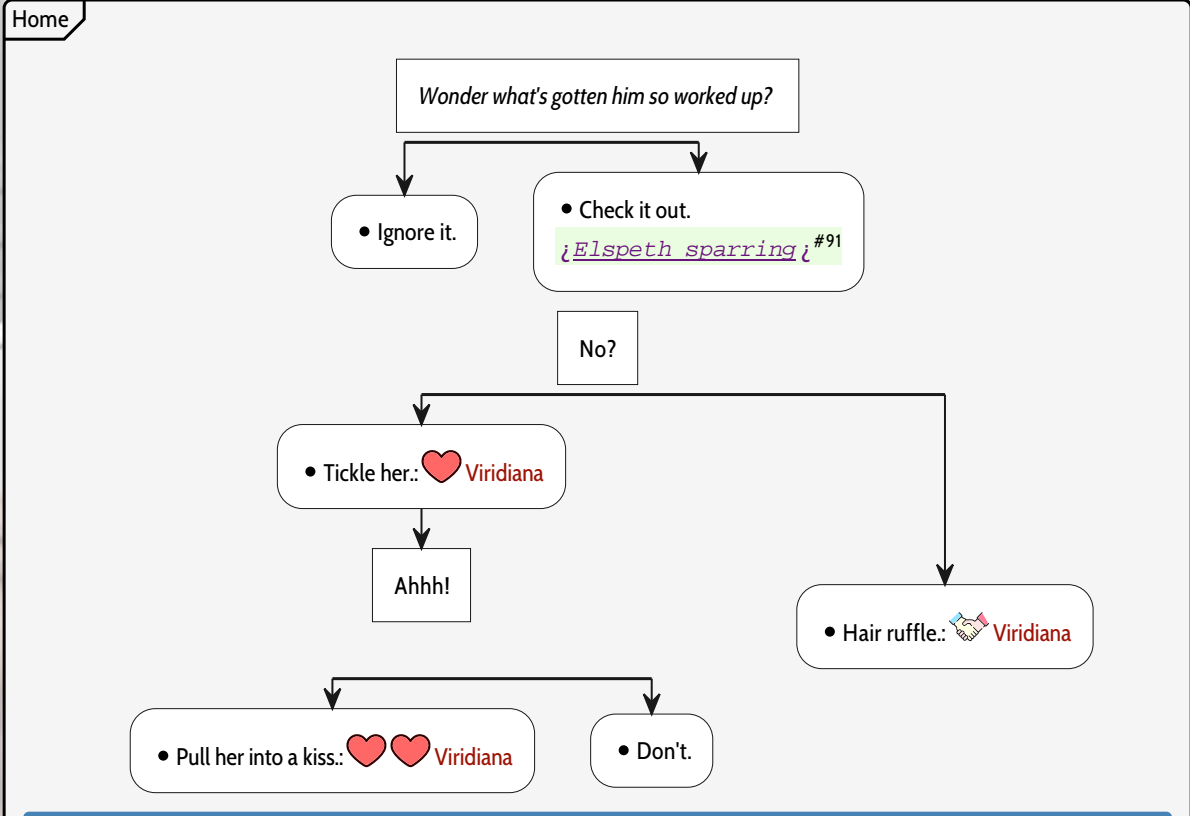 Home
Wonder what's gotten him so worked up?
• Ignore it.
• Check it out.
¿Elspeth sparring¿#91
No?
• Tickle her.: Viridiana
Ahhh!
• Hair ruffle.: Viridiana
• Pull her into a kiss.: Viridiana
• Don't.